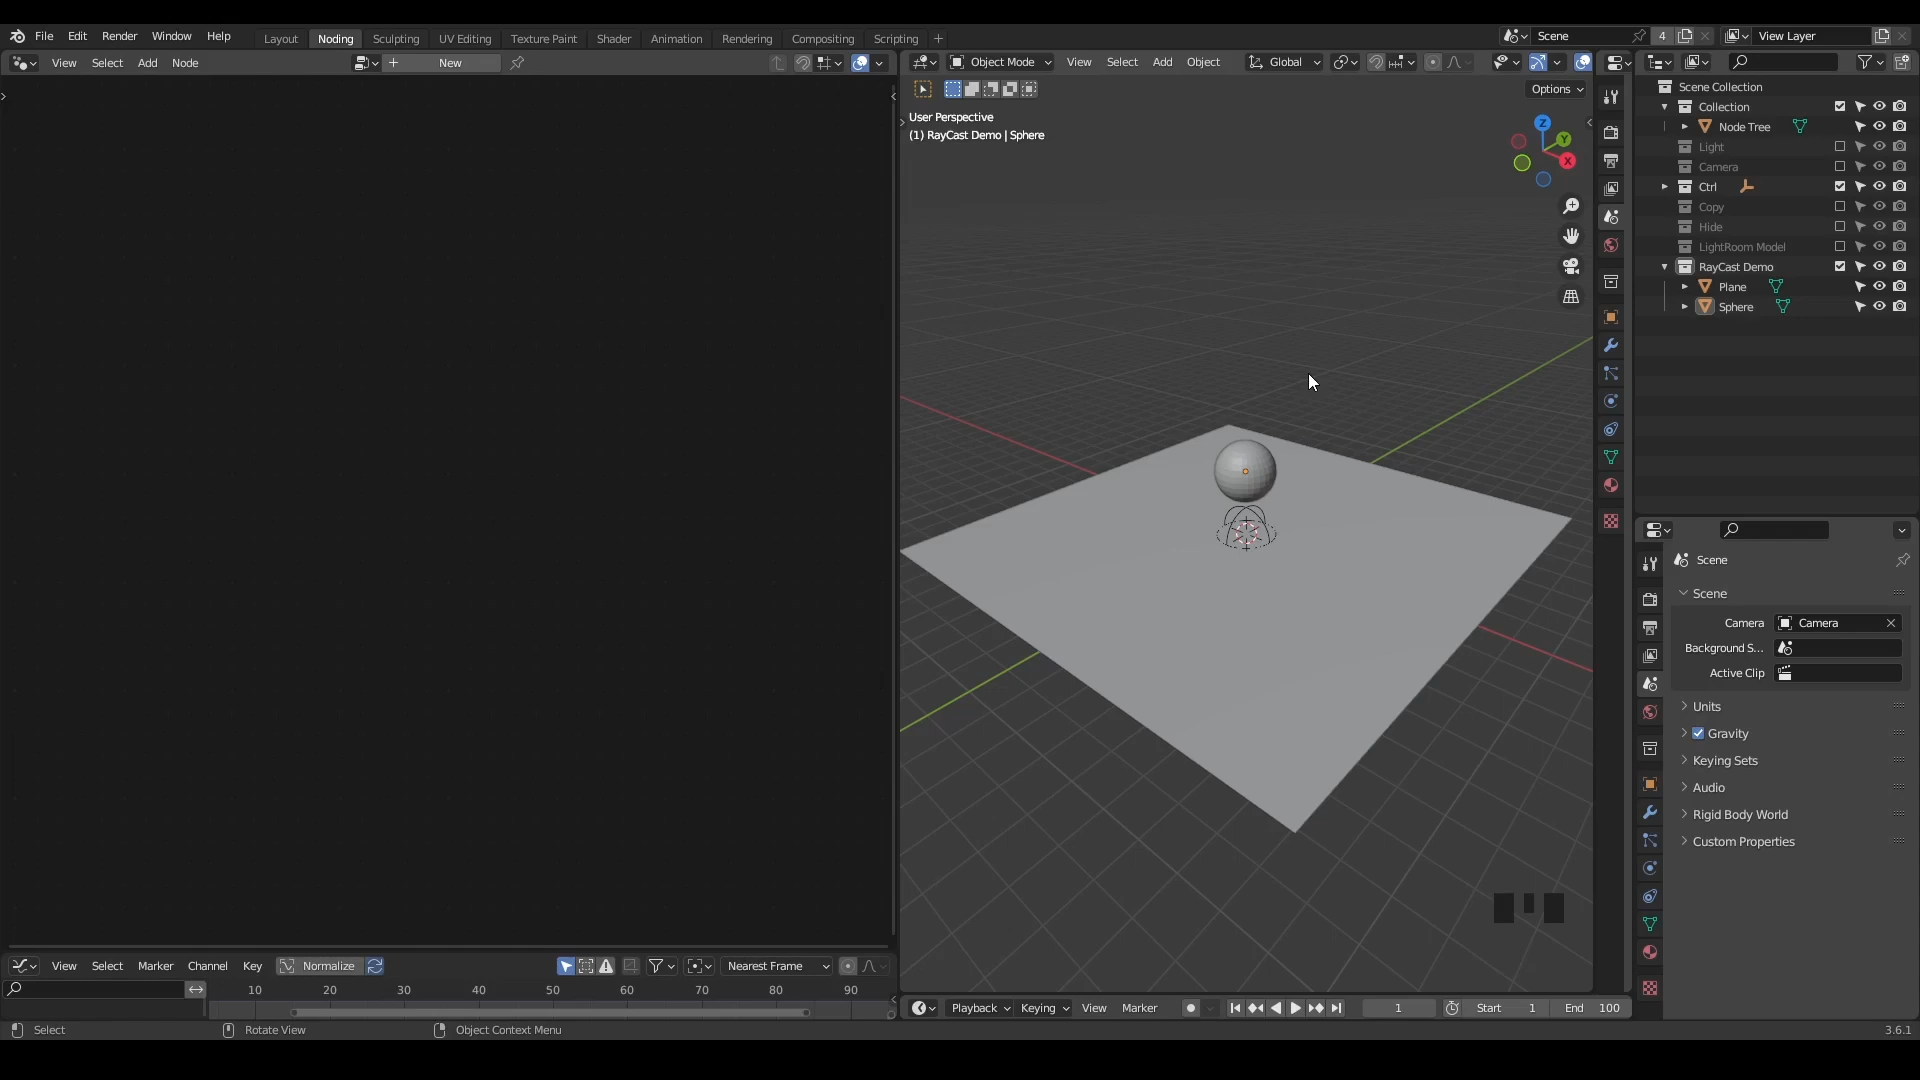 File Edit Render Window Help Layout Noding Sculpting UV Editing Texture Paint Shader Animation Rendering Compositing Scripting + Scene 4 View Layer
View Select Add Node New Object Mode View Select Add Object Global
Options
User Perspective
(1) RayCast Demo | Sphere
Z
Y
X
Scene Collection
Collection
Node Tree
Light
Camera
Ctrl
Copy
Hide
LightRoom Model
RayCast Demo
Plane
Sphere
Scene
Scene
Camera Camera
Background S...
Active Clip
Units
Gravity
Keying Sets
Audio
Rigid Body World
Custom Properties
View Select Marker Channel Key Normalize Nearest Frame
10 20 30 40 50 60 70 80 90
Playback Keying View Marker 1 Start 1 End 100
Select Rotate View Object Context Menu 3.6.1